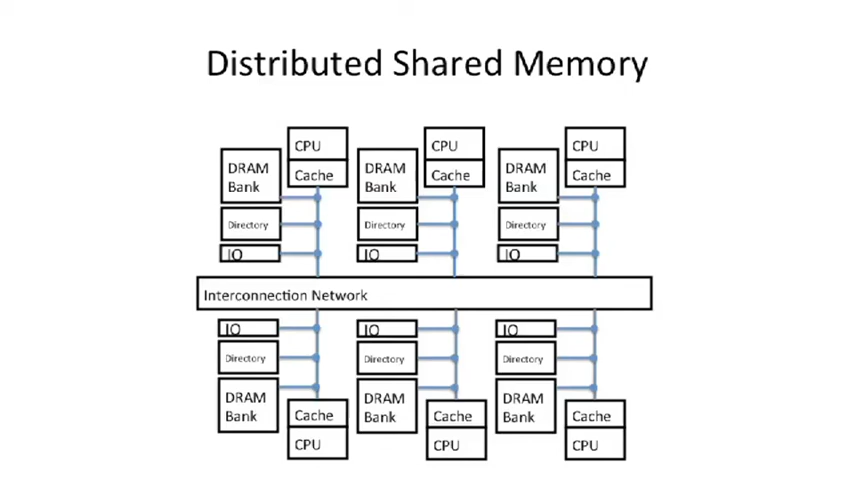 Distributed Shared Memory
CPU
CPU
CPU
DRAM
Bank
Cache
DRAM
Bank
Cache
DRAM
Bank
Cache
Directory
Directory
Directory
IO
IO
IO
Interconnection Network
IO
IO
IO
Directory
Directory
Directory
DRAM
Bank
Cache
DRAM
Bank
Cache
DRAM
Bank
Cache
CPU
CPU
CPU